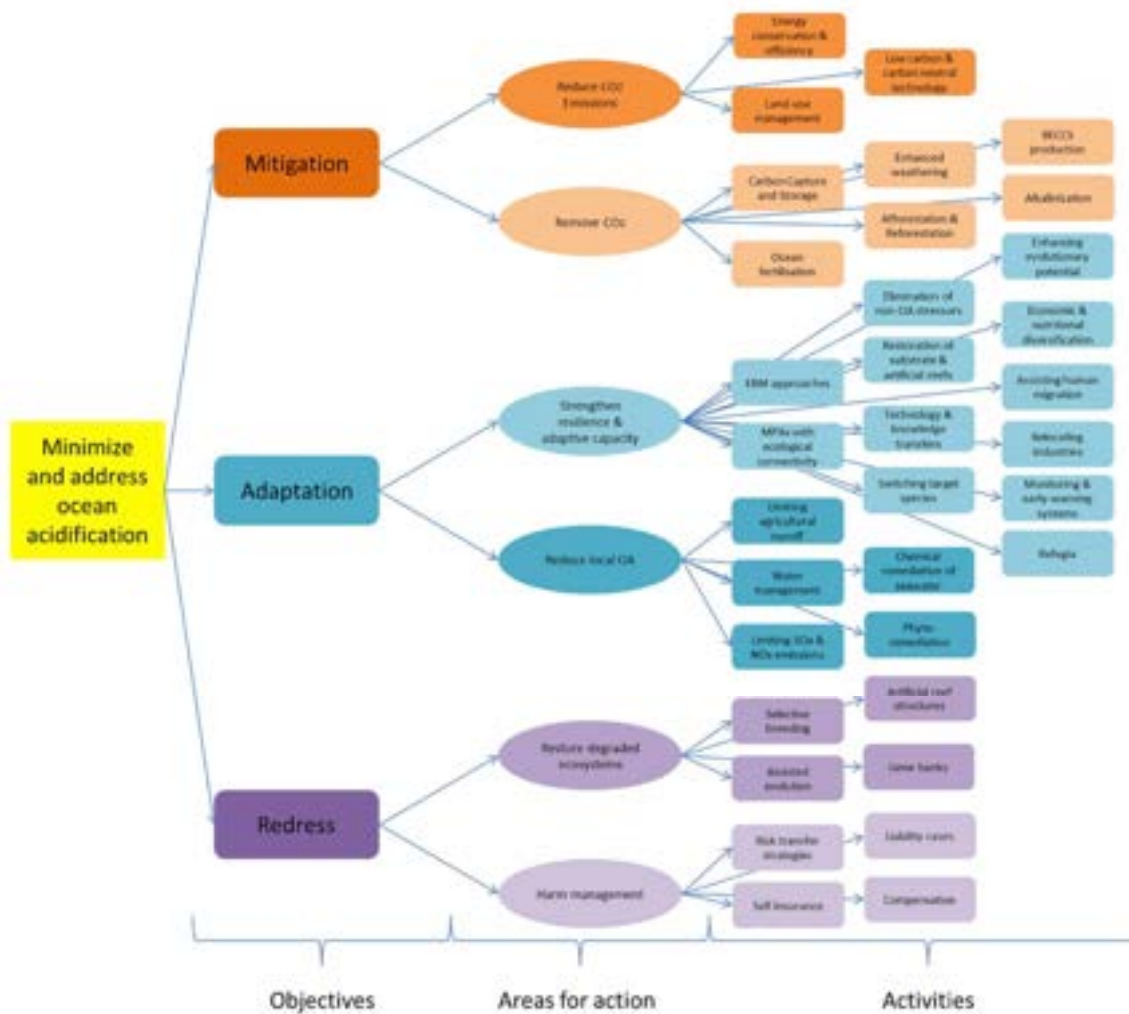 Minimize
and address
ocean
acidification
Mitigation
Adaptation
Redress
Reduce CO2
Emissions
Remove CO2
Strengthen
resilience &
adaptive capacity
Reduce local OA
Restore degraded
ecosystems
Harm management
Energy
conservation &
efficiency
Low carbon &
carbon neutral
technology
Land use
management
Carbon Capture
and Storage
Enhanced
weathering
BECCS
production
Alkalinization
Afforestation &
Reforestation
Ocean
fertilisation
Enhancing
evolutionary
potential
Elimination of
non-OA stressors
Economic &
nutritional
diversification
Restoration of
substrate &
artificial reefs
EBM approaches
Assisting human
migration
Technology &
knowledge
transfers
MPAs with
ecological
connectivity
Relocating
industries
Switching target
species
Monitoring &
early-warning
systems
Refugia
Limiting
agricultural
runoff
Water
management
Chemical
remediation of
seawater
Limiting SOx &
NOx emissions
Phyto-
remediation
Selective
breeding
Artificial reef
structures
Assisted
evolution
banks
Risk transfer
strategies
Liability cases
Self insurance
Compensation
Objectives
Areas for action
Activities